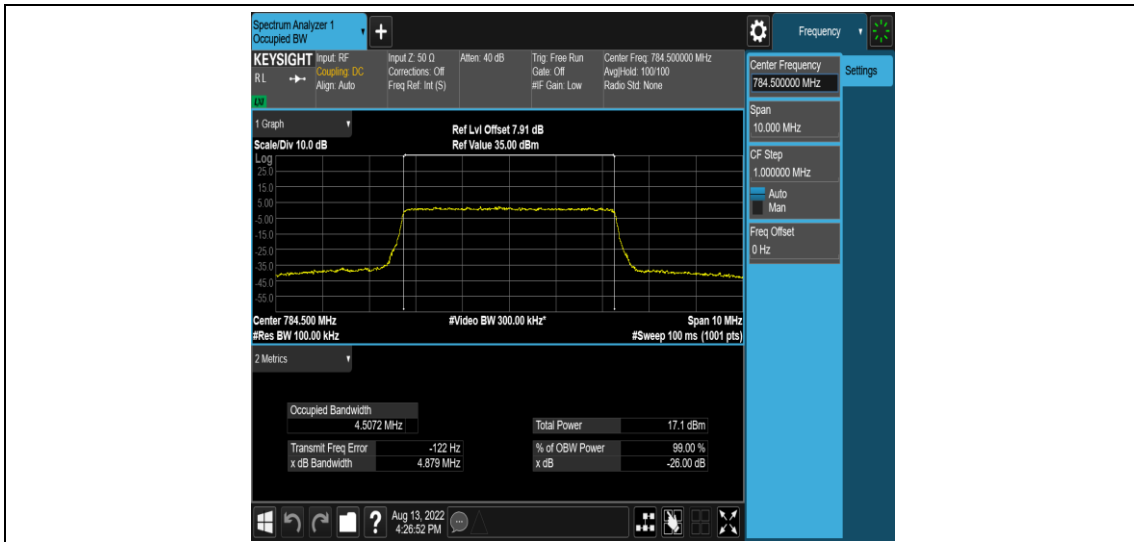 Spectrum Analyzer 1
Occupied BW
+
Frequency
KEYSIGHT
RL
LXI
Input: RF
Coupling: DC
Align: Auto
Input Z: 50 Ω
Corrections: Off
Freq Ref: Int (S)
Atten: 40 dB
Trig: Free Run
Gate: Off
#IF Gain: Low
Center Freq: 784.500000 MHz
Avg|Hold: 100/100
Radio Std: None
Center Frequency
784.500000 MHz
Settings
Span
10.000 MHz
CF Step
1.000000 MHz
Auto
Man
Freq Offset
0 Hz
1 Graph
Scale/Div 10.0 dB
Ref Lvl Offset 7.91 dB
Ref Value 35.00 dBm
Log
25.0
15.0
5.00
-5.00
-15.0
-25.0
-35.0
-45.0
-55.0
Center 784.500 MHz
#Video BW 300.00 kHz*
Span 10 MHz
#Res BW 100.00 kHz
#Sweep 100 ms (1001 pts)
2 Metrics
Occupied Bandwidth
4.5072 MHz
Total Power 17.1 dBm
Transmit Freq Error -122 Hz
% of OBW Power 99.00 %
x dB Bandwidth 4.879 MHz
x dB -26.00 dB
?
Aug 13, 2022
4:26:52 PM